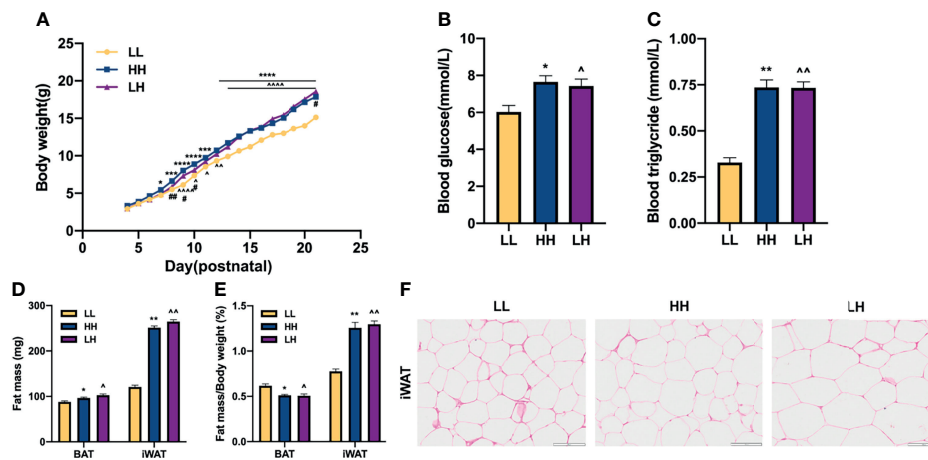 A
Body weight(g)
25
20
15
10
5
0
LL
HH
LH
****
^^^^
#
*
***
****
****
***
##
^^^^
#
^
#
^
^^
0 5 10 15 20 25
Day(postnatal)
B
Blood glucose(mmol/L)
8
6
4
2
0
*
^
LL HH LH
C
Blood triglycride (mmol/L)
1.00
0.75
0.50
0.25
0.00
**
^^
LL HH LH
D
Fat mass (mg)
300
200
100
0
LL
HH
LH
*
^
**
^^
BAT iWAT
E
Fat mass/Body weight (%)
1.5
1.0
0.5
0.0
LL
HH
LH
*
^
**
^^
BAT iWAT
F
LL HH LH
iWAT